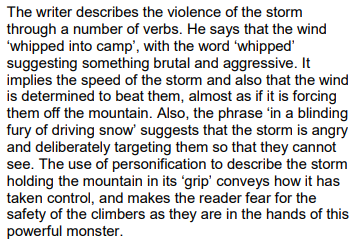 The writer describes the violence of the storm
through a number of verbs. He says that the wind
‘whipped into camp’, with the word ‘whipped’
suggesting something brutal and aggressive. It
implies the speed of the storm and also that the wind
is determined to beat them, almost as if it is forcing
them off the mountain. Also, the phrase ‘in a blinding
fury of driving snow’ suggests that the storm is angry
and deliberately targeting them so that they cannot
see. The use of personification to describe the storm
holding the mountain in its ‘grip’ conveys how it has
taken control, and makes the reader fear for the
safety of the climbers as they are in the hands of this
powerful monster.